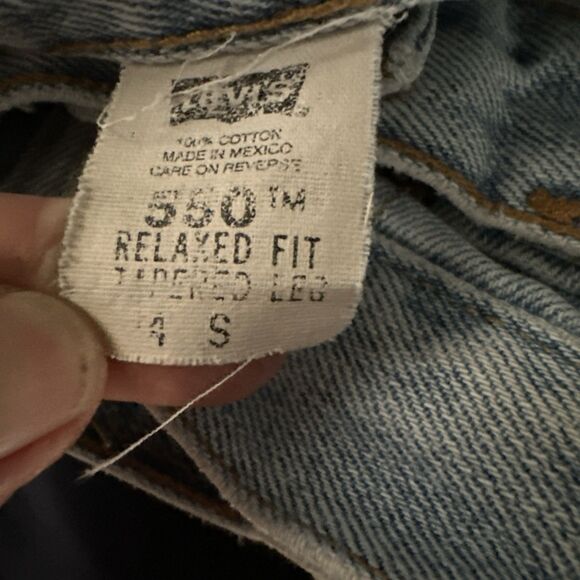 LEVI'S
100% COTTON
MADE IN MEXICO
CARE ON REVERSE
550™
RELAXED FIT
TAPERED LEG
4 S